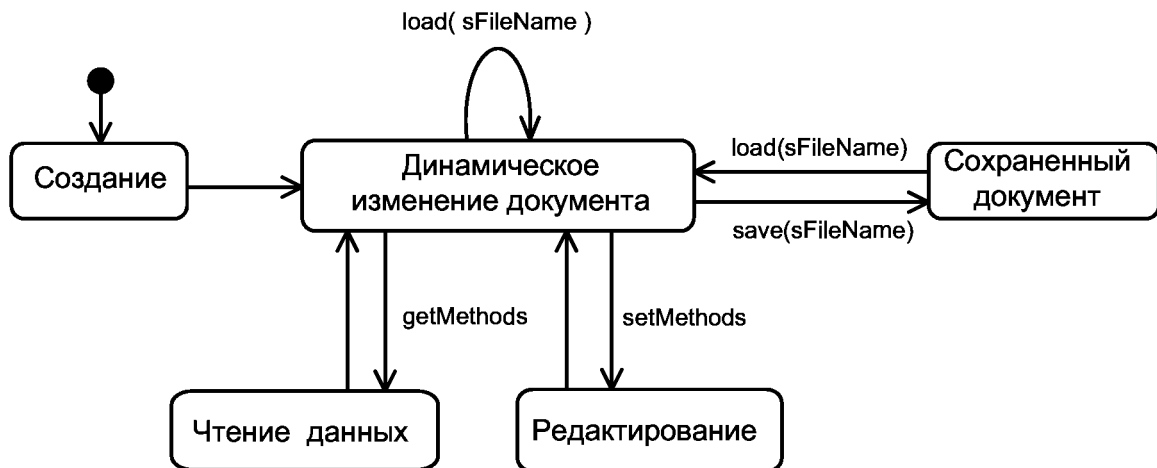 load( sFileName )
Создание
Динамическое
изменение документа
load(sFileName)
save(sFileName)
Сохраненный
документ
getMethods
setMethods
Чтение данных
Редактирование